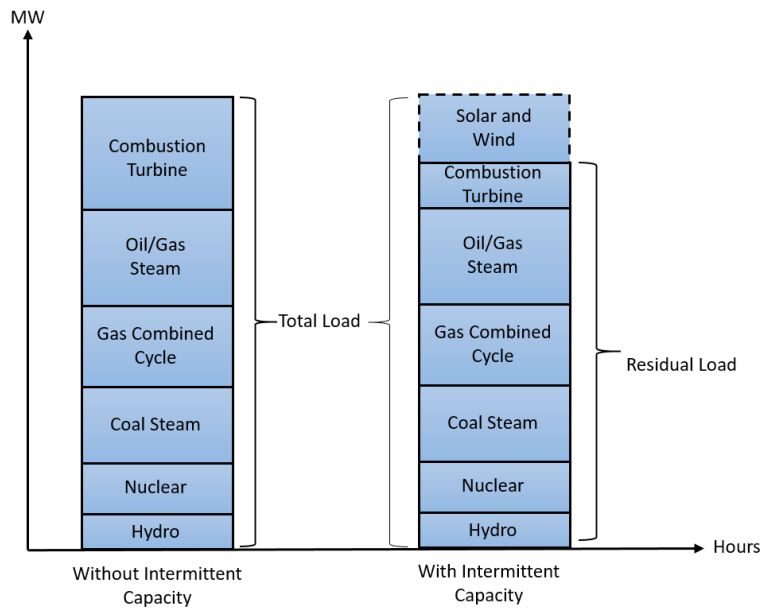 MW
Combustion
Turbine
Oil/Gas
Steam
Gas Combined
Cycle
Coal Steam
Nuclear
Hydro
Total Load
Solar and
Wind
Combustion
Turbine
Oil/Gas
Steam
Gas Combined
Cycle
Coal Steam
Nuclear
Hydro
Residual Load
Hours
Without Intermittent
Capacity
With Intermittent
Capacity